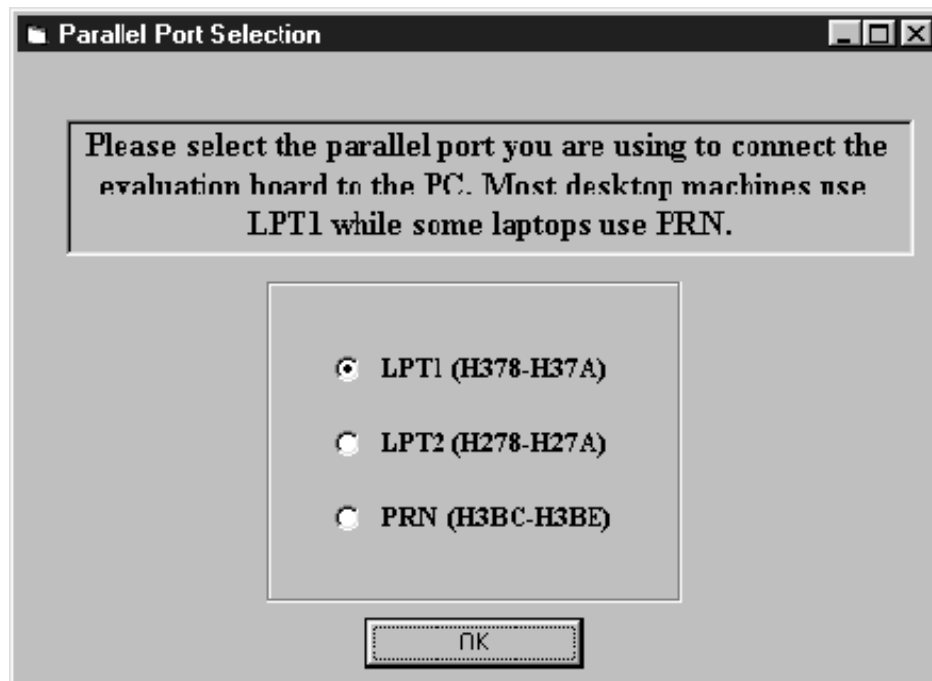 Parallel Port Selection
Please select the parallel port you are using to connect the
evaluation board to the PC. Most desktop machines use
LPT1 while some laptops use PRN.
LPT1 (H378-H37A)
LPT2 (H278-H27A)
PRN (H3BC-H3BE)
OK